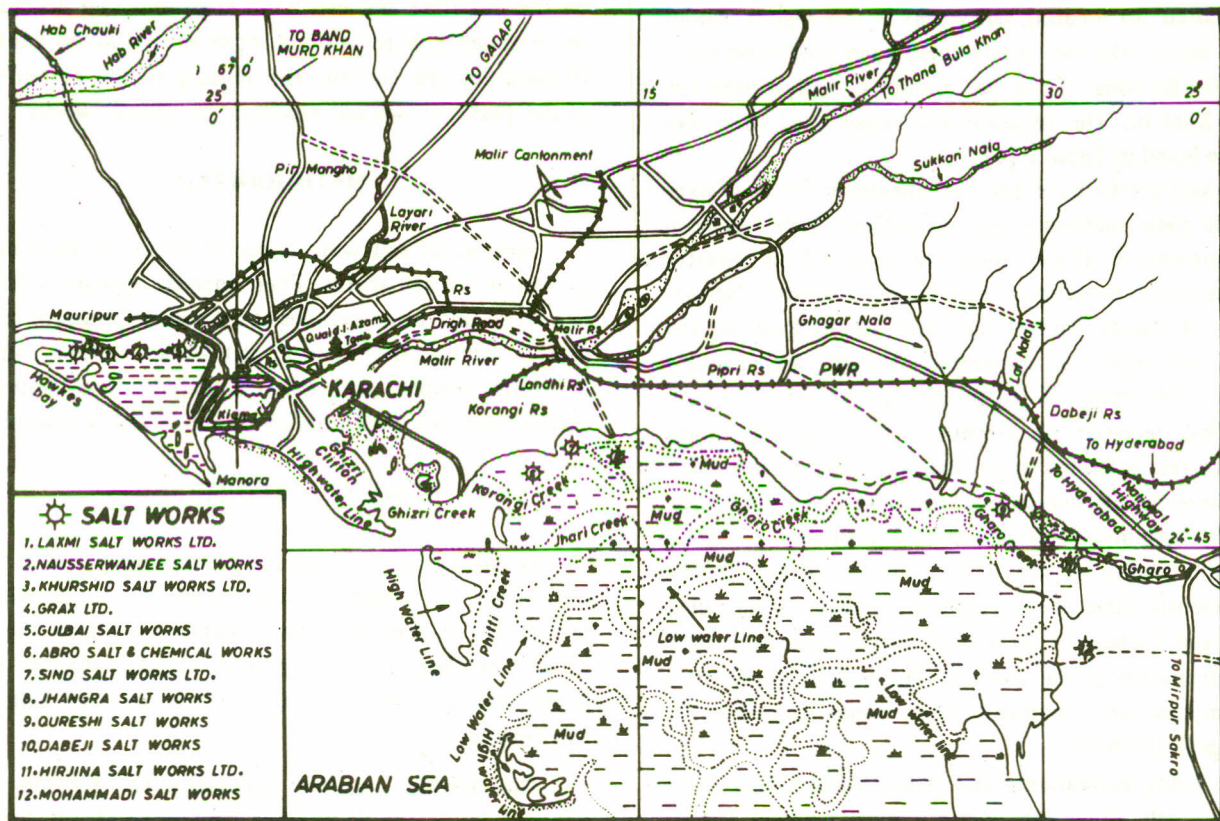 Hab Chauki
Hab River
TO BAND
MURD KHAN
TO GADAP
67° 0'
25°
0'
15'
30'
25°
0'
Malir River
To Thana Bula Khan
Sukkan Nala
Malir Cantonment
Pir Mangho
Layari
River
Rs
Mauripur
Quaid-I-Azams
Tomb
Drigh Road
Malir Rs
Malir River
Ghagar Nala
Lat Nala
Rs
KARACHI
Landhi Rs
Korangi Rs
Pipri Rs
PWR
Dabeji Rs
To Hyderabad
Hawkes
bay
Kiamari
Manora
Ghizri
Clifton
High water Line
Ghizri Creek
Korangi Creek
Mud
Mud
Gharo Creek
Gharo Creek
To Hyderabad
National
Highway
Jhari Creek
24-45
Mud
Mud
Gharo
High Water Line
Phitti Creek
Low water Line
Low Water Line
Mud
Low water line
Mud
Mud
High water
Line
To Mirpur Sakro
ARABIAN SEA
SALT WORKS
1. LAXMI SALT WORKS LTD.
2. NAUSSERWANJEE SALT WORKS
3. KHURSHID SALT WORKS LTD.
4. GRAX LTD.
5. GULBAI SALT WORKS
6. ABRO SALT & CHEMICAL WORKS
7. SIND SALT WORKS LTD.
8. JHANGRA SALT WORKS
9. QURESHI SALT WORKS
10. DABEJI SALT WORKS
11. HIRJINA SALT WORKS LTD.
12. MOHAMMADI SALT WORKS